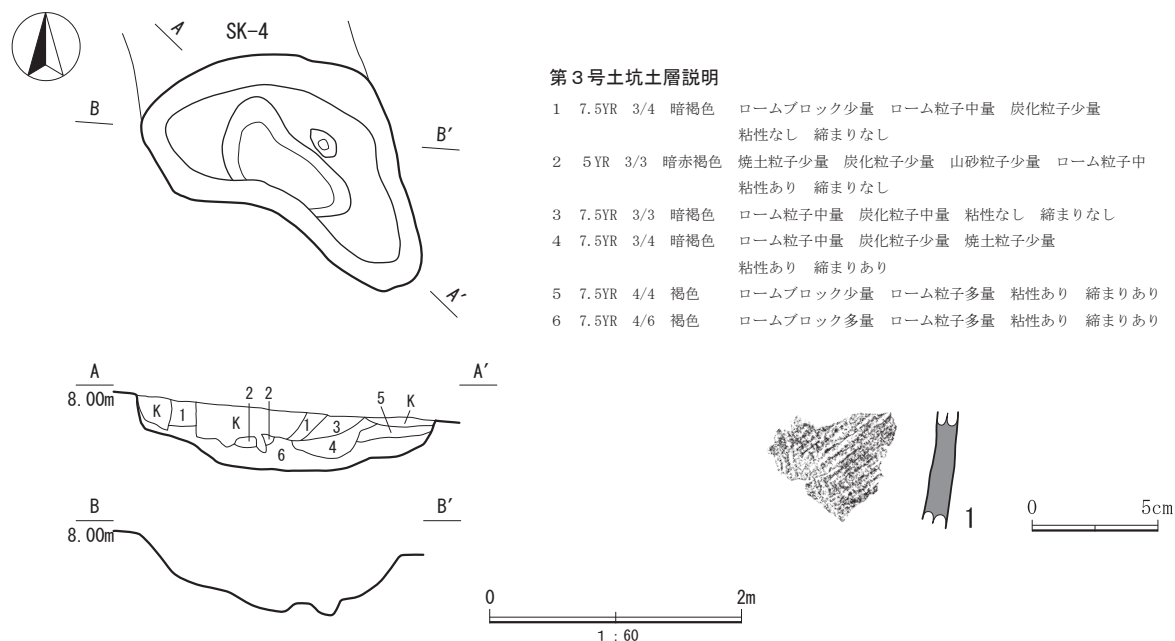 SK-4
A
B
B′
A′
第３号土坑土層説明
1 7.5YR 3/4 暗褐色 ロームブロック少量 ローム粒子中量 炭化粒子少量
粘性なし 締まりなし
2 5YR 3/3 暗赤褐色 焼土粒子少量 炭化粒子少量 山砂粒子少量 ローム粒子中
粘性あり 締まりなし
3 7.5YR 3/3 暗褐色 ローム粒子中量 炭化粒子中量 粘性なし 締まりなし
4 7.5YR 3/4 暗褐色 ローム粒子中量 炭化粒子少量 焼土粒子少量
粘性あり 締まりあり
5 7.5YR 4/4 褐色 ロームブロック少量 ローム粒子多量 粘性あり 締まりあり
6 7.5YR 4/6 褐色 ロームブロック多量 ローム粒子多量 粘性あり 締まりあり
A A′
8.00m
2 2 5 K
K 1 K 1 3
6 4
B B′
8.00m
0 2m
1 : 60
1
0 5cm